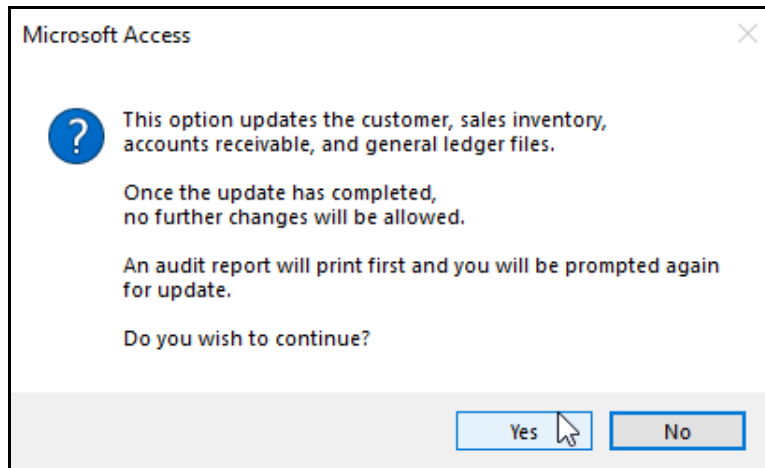 Microsoft Access
This option updates the customer, sales inventory,
accounts receivable, and general ledger files.
Once the update has completed,
no further changes will be allowed.
An audit report will print first and you will be prompted again
for update.
Do you wish to continue?
Yes
No